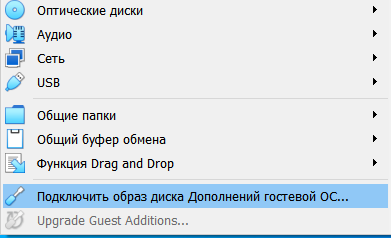 Оптические диски
Аудио
Сеть
USB
Общие папки
Общий буфер обмена
Функция Drag and Drop
Подключить образ диска Дополнений гостевой ОС...
Upgrade Guest Additions...